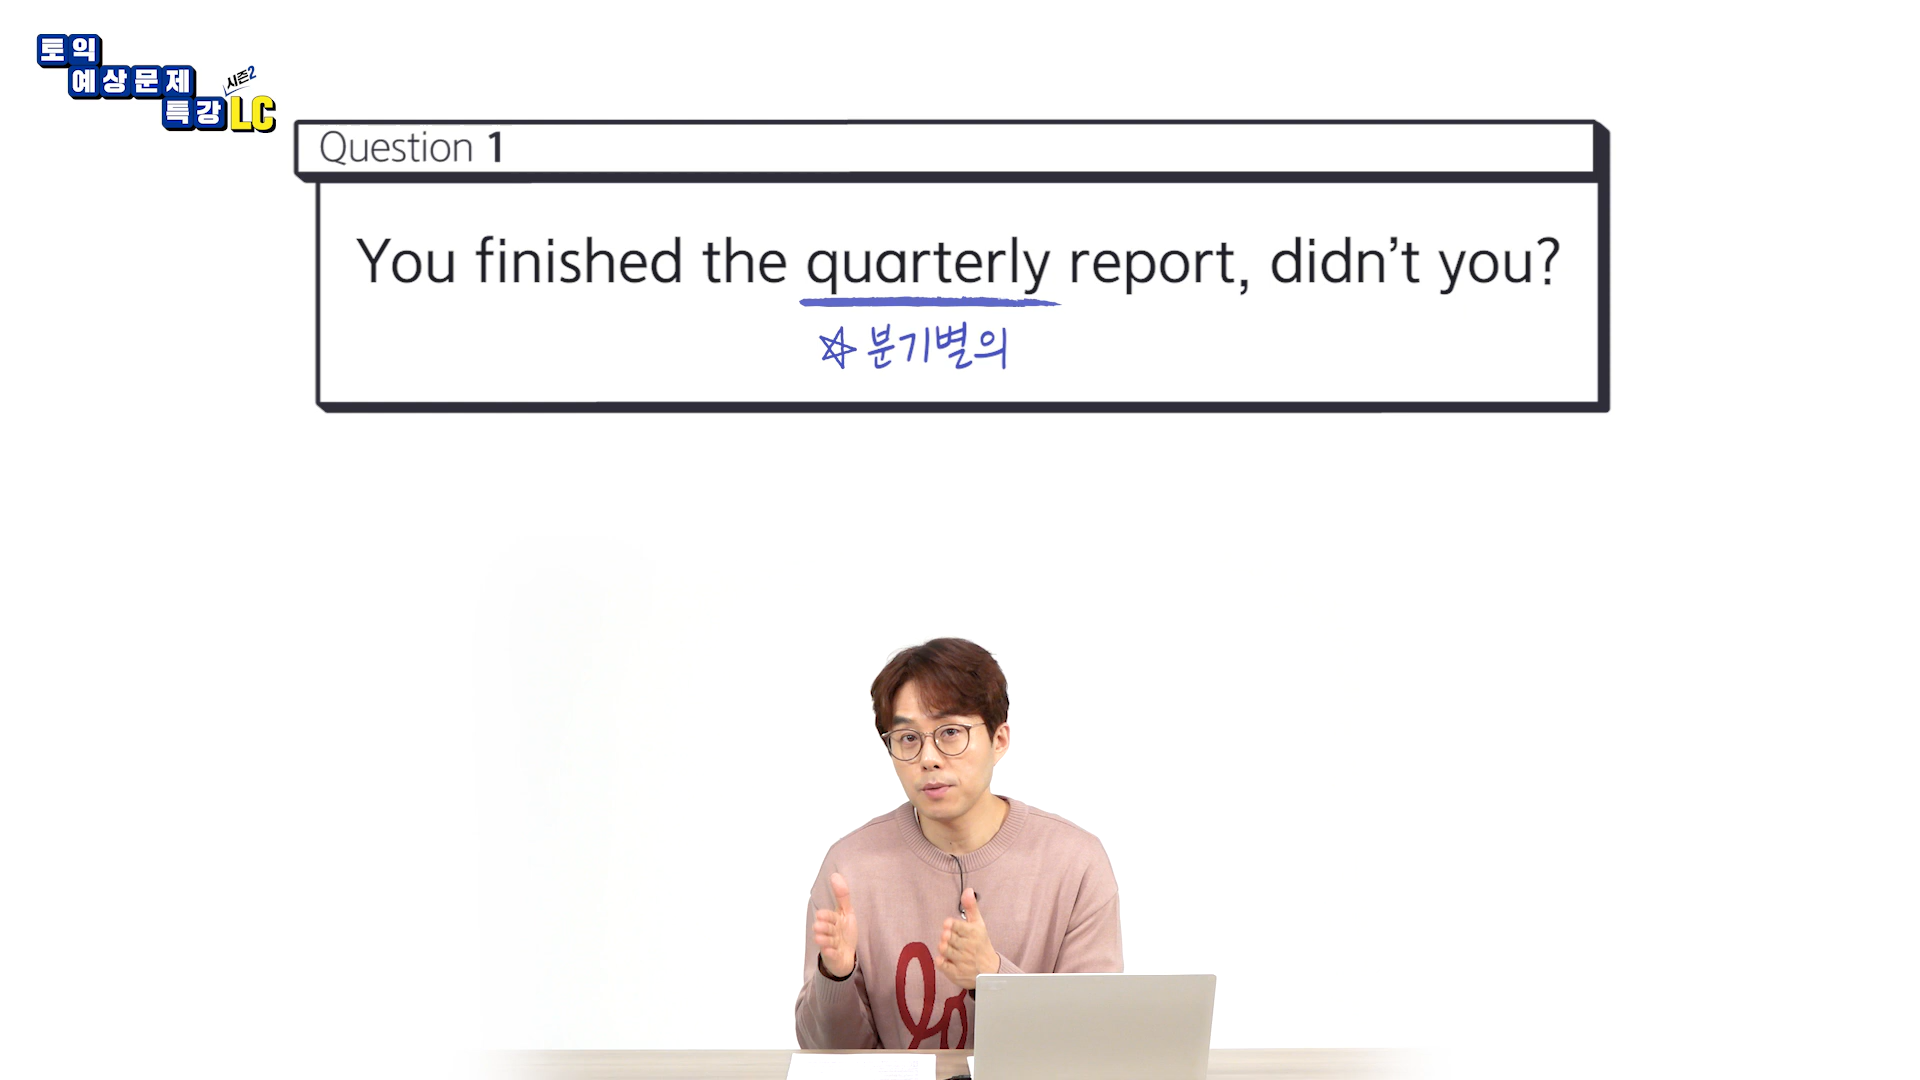 토익
예상문제
특강 LC
시즌2
Question 1
You finished the quarterly report, didn't you?
☆ 분기별의
lo